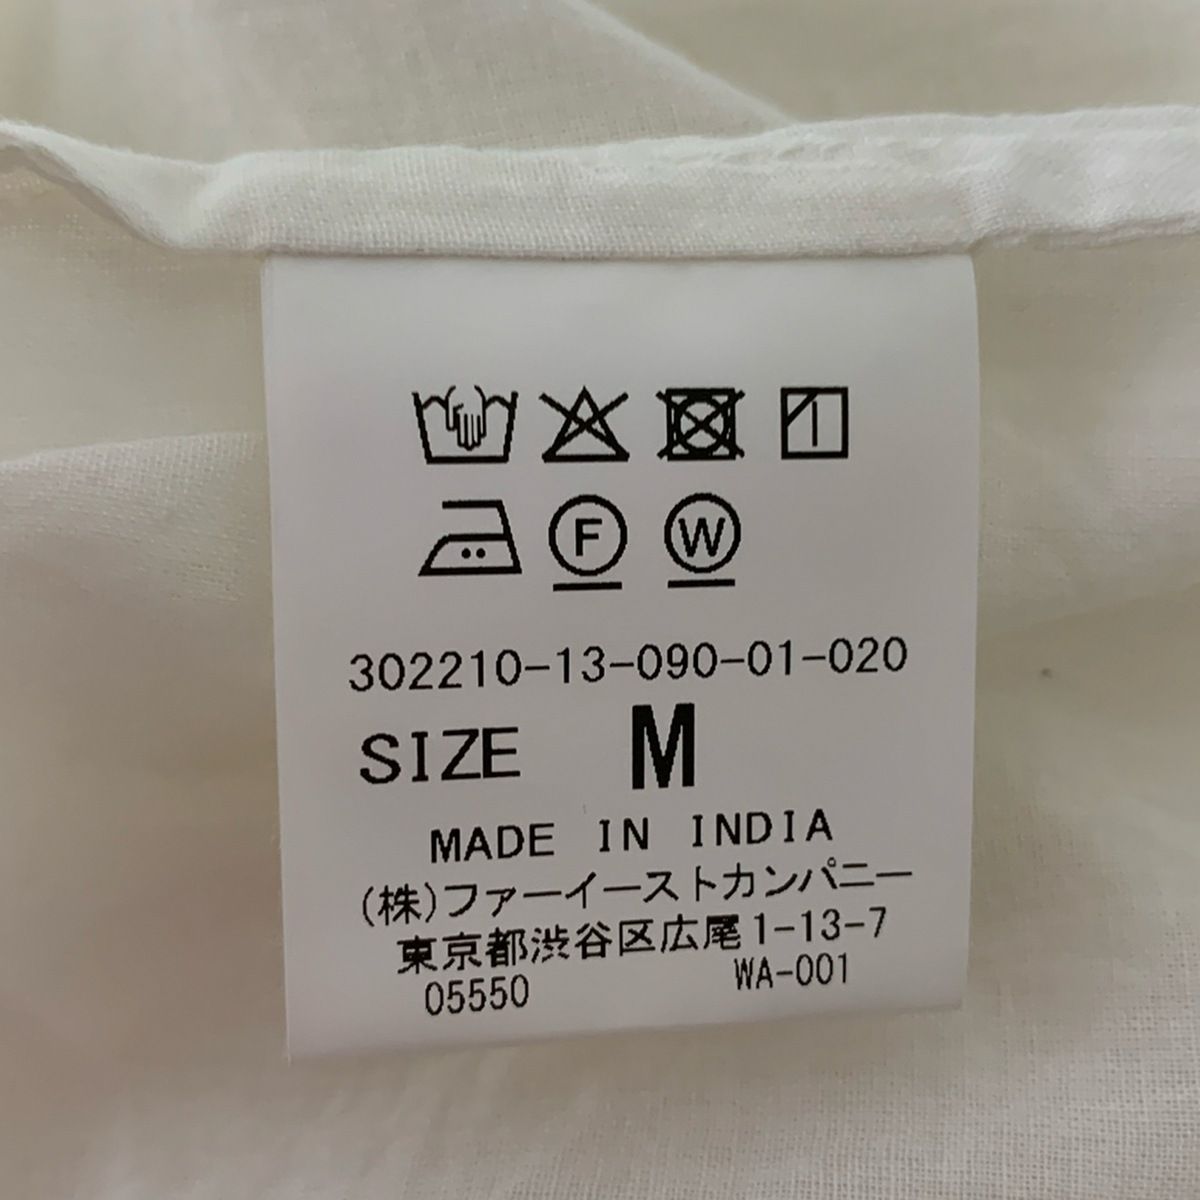 F W
302210-13-090-01-020
SIZE M
MADE IN INDIA
(株)ファーイーストカンパニー
東京都渋谷区広尾1-13-7
05550 WA-001